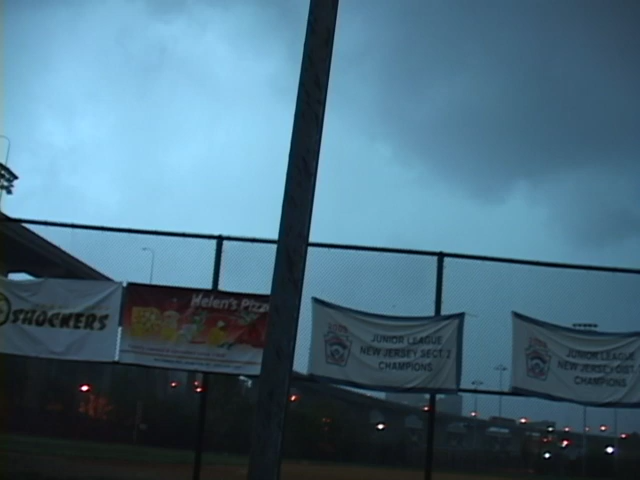 SHOCKERS
Helen's Pizza
JUNIOR LEAGUE
NEW JERSEY SECT. 2
CHAMPIONS
JUNIOR LEAGUE
NEW JERSEY DIST.
CHAMPIONS